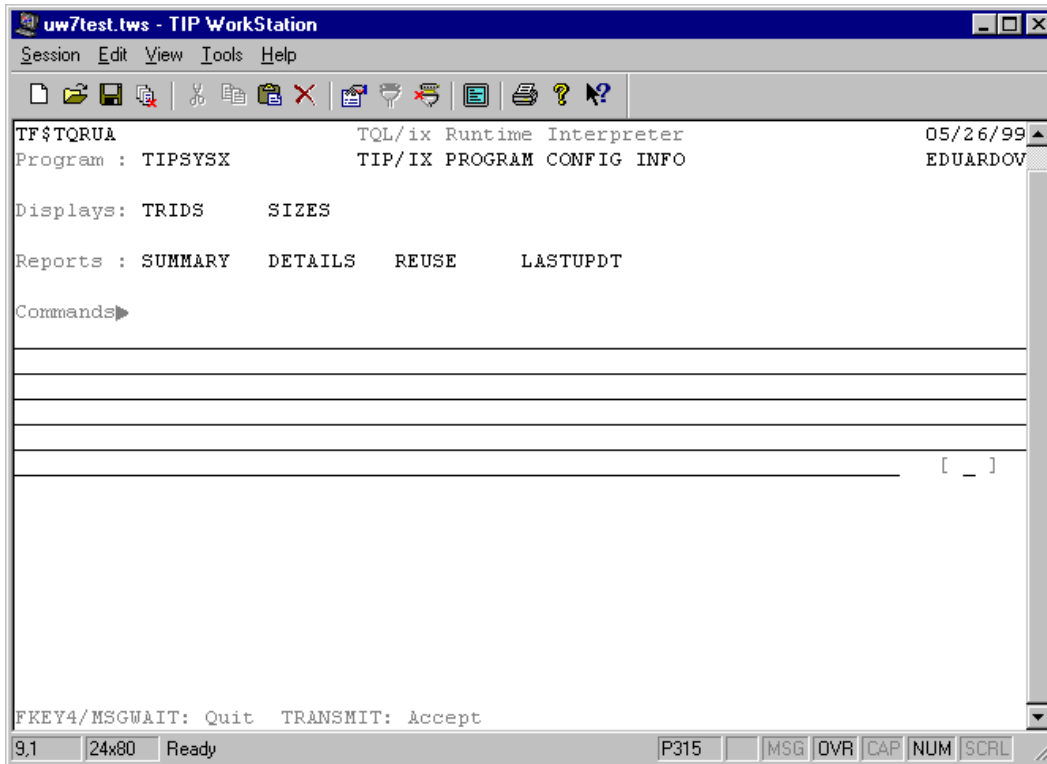 uw7test.tws - TIP WorkStation
Session Edit View Tools Help
TF$TQRUA TQL/ix Runtime Interpreter 05/26/99
Program : TIPSYSX TIP/IX PROGRAM CONFIG INFO EDUARDOV
Displays: TRIDS SIZES
Reports : SUMMARY DETAILS REUSE LASTUPDT
Commands▶
[ _ ]
FKEY4/MSGWAIT: Quit TRANSMIT: Accept
9,1 24x80 Ready P315 MSG OVR CAP NUM SCRL